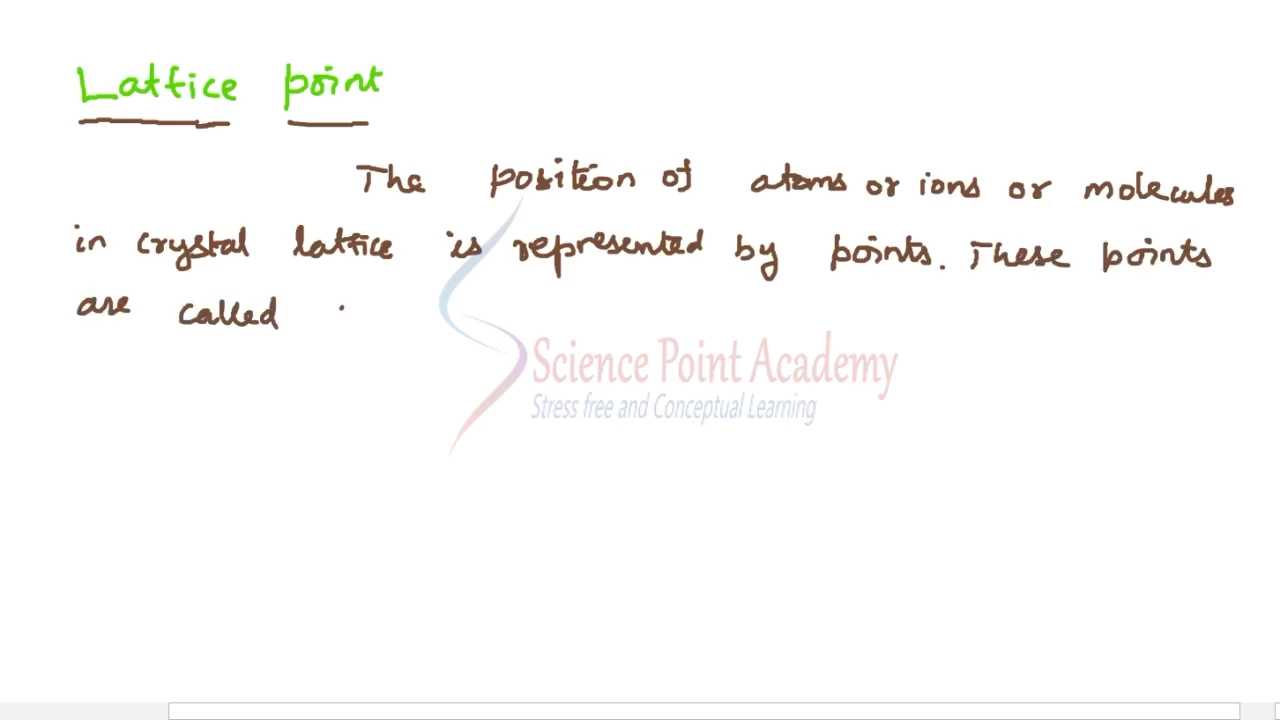 Lattice point
The position of atoms or ions or molecules
in crystal lattice is represented by points. These points
are called
Science Point Academy
Stress free and Conceptual Learning